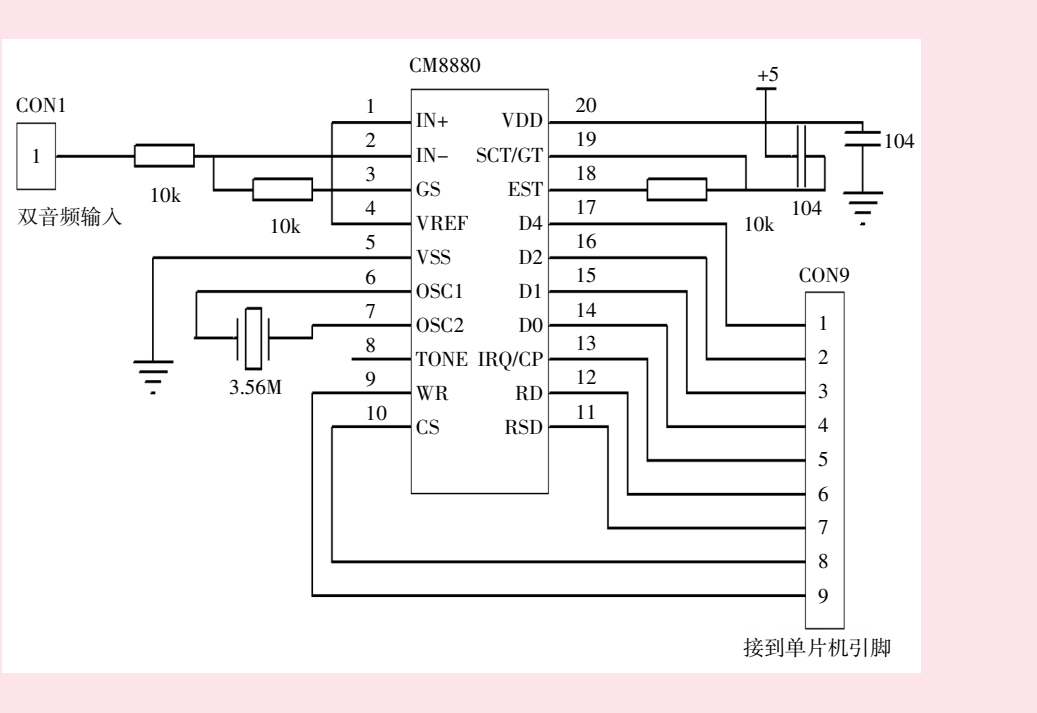 CM8880
+5
CON1
1 IN+ VDD 20
104
2 IN- SCT/GT 19
1
3 GS EST 18
10k
10k
10k
104
双音频输入
4 VREF D4 17
5 VSS D2 16
6 OSC1 D1 15
CON9
7 OSC2 D0 14
8 TONE IRQ/CP 13
3.56M
9 WR RD 12
10 CS RSD 11
1
2
3
4
5
6
7
8
9
接到单片机引脚